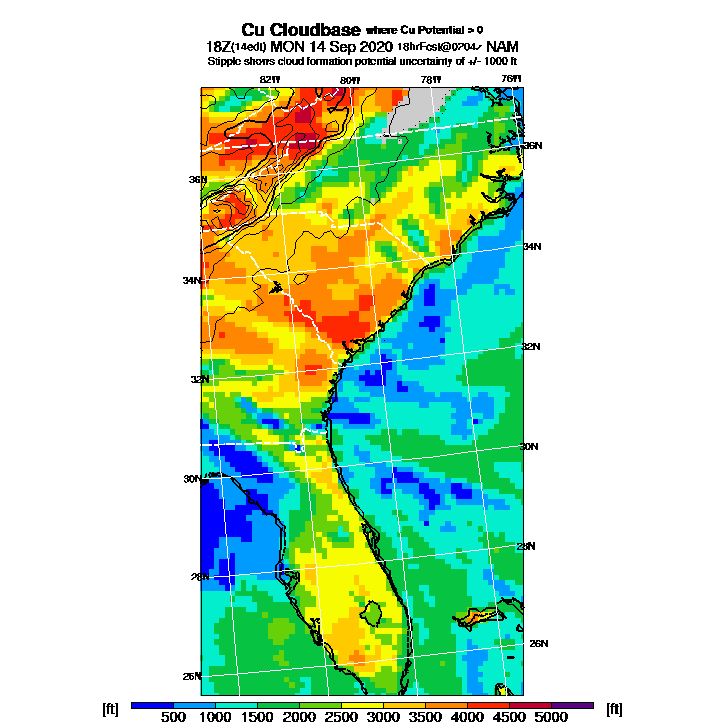 Cu Cloudbase where Cu Potential > 0
18Z(14edt) MON 14 Sep 2020 18hrFcst@0704z NAM
Stipple shows cloud formation potential uncertainty of +/- 1000 ft
82W 80W 78W 76W
36N
36N
34N
34N
32N
32N
30N
30N
28N
28N
26N
26N
[ft] [ft]
500 1000 1500 2000 2500 3000 3500 4000 4500 5000